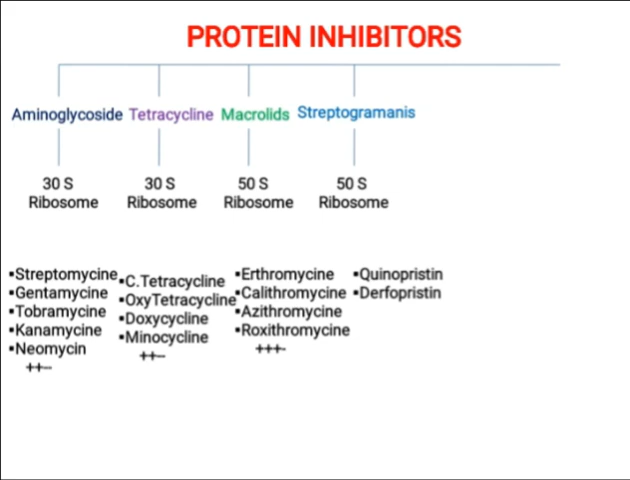 PROTEIN INHIBITORS
Aminoglycoside Tetracycline Macrolids Streptogramanis
30 S
Ribosome
30 S
Ribosome
50 S
Ribosome
50 S
Ribosome
▪Streptomycine
▪Gentamycine
▪Tobramycine
▪Kanamycine
▪Neomycin
++--
▪C.Tetracycline
▪OxyTetracycline
▪Doxycycline
▪Minocycline
++--
▪Erthromycine
▪Calithromycine
▪Azithromycine
▪Roxithromycine
+++-
▪Quinopristin
▪Derfopristin